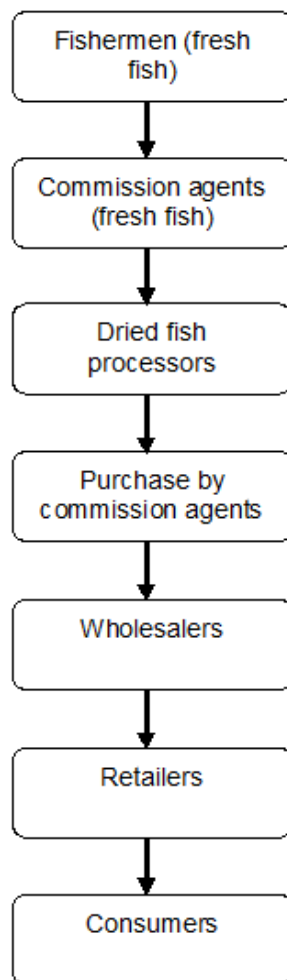 Fishermen (fresh
fish)
Commission agents
(fresh fish)
Dried fish
processors
Purchase by
commission agents
Wholesalers
Retailers
Consumers